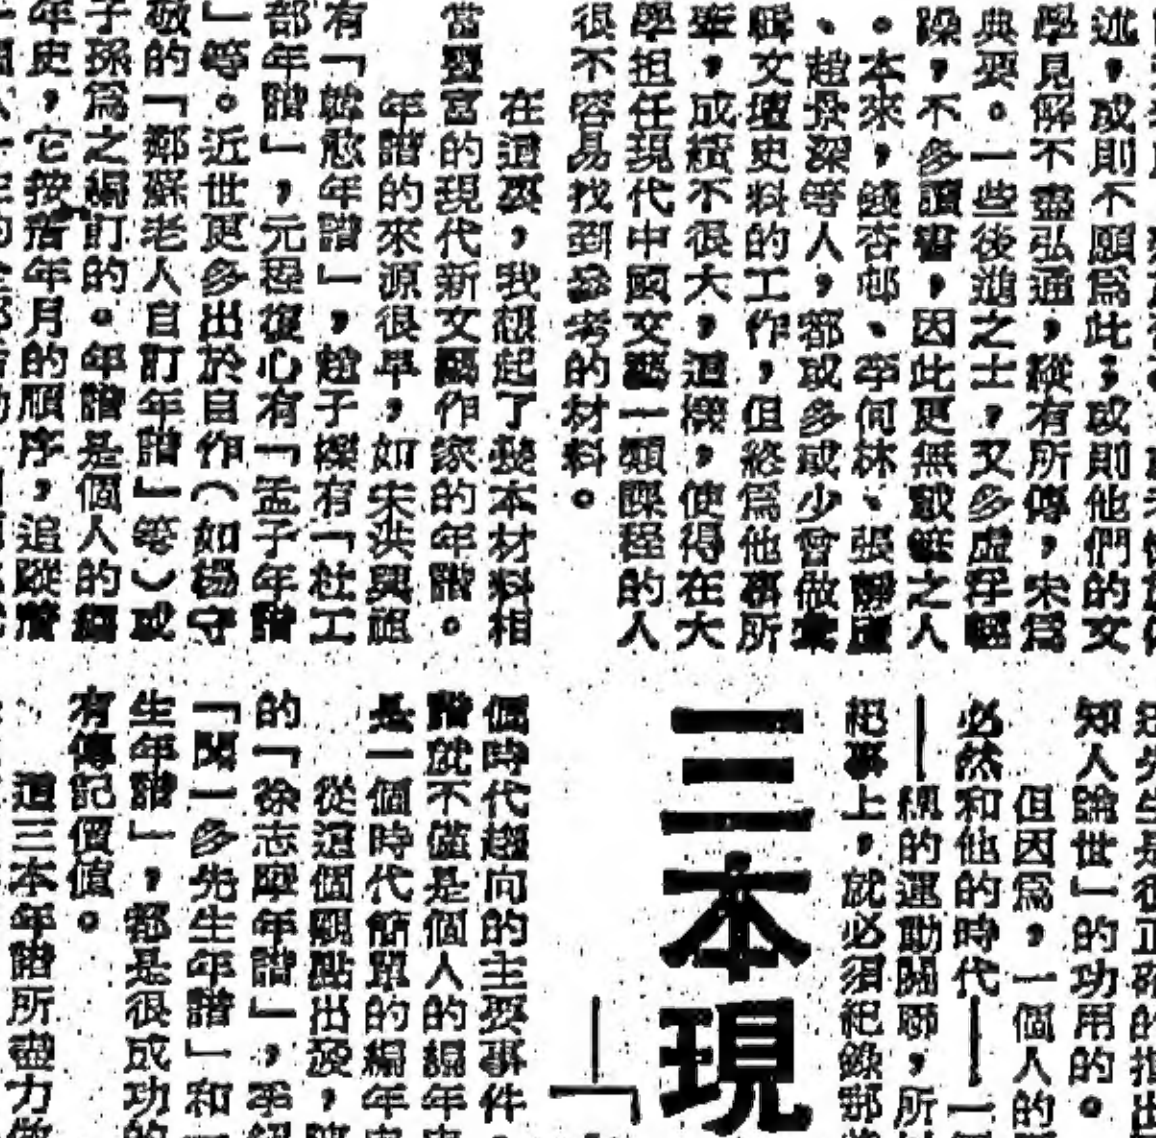 述，或則不願爲此；或則他們的文
學見解不盡弘通，縱有所傳，宋爲
典要。一些後進之士，又多虛浮輕
躁，不多讀書，因此更無載筆之人
。本來，錢杏邨、李何林、張靜廬
、趙景深等人，都或多或少曾做彙
輯文壇史料的工作，但終爲他事所
牽，成績不很大，這樣，使得在大
學担任現代中國文藝一類課程的人
很不容易找到參考的材料。
在這裏，我想起了幾本材料相
當豐富的現代新文學作家的年譜。
年譜的來源很早，如宋洪興祖
有「韓愈年譜」，趙子櫟有「杜工
部年譜」，元程復心有「孟子年譜
」等。近世更多出於自作（如楊守
敬的「鄰蘇老人自訂年譜」等）或
子孫爲之編訂的。年譜是個人的編
年史，它按着年月的順序，追蹤
三本現
知人論世」的功用的。
但因爲，一個人的
必然和他的時代——一
——組的運動關聯，所
紀事上，就必須紀錄那
個時代趨向的主要事件
譜就不僅是個人的編年
是一個時代簡單的編年
從這個觀點出發，
的「徐志摩年譜」，
「聞一多先生年譜」和
生年譜」，都是很成功的
有傳記價值。
這三本年譜所盡力